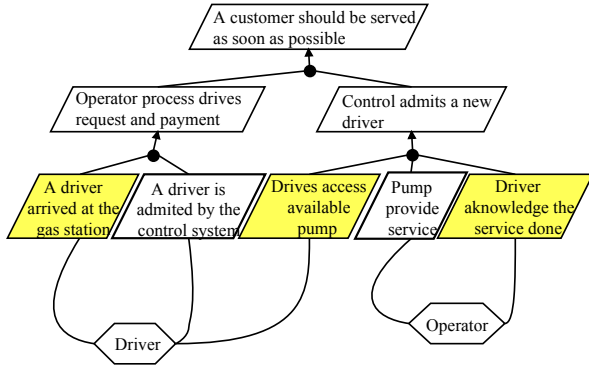 A customer should be served
as soon as possible
Operator process drives
request and payment
Control admits a new
driver
A driver
arrived at the
gas station
A driver is
admited by the
control system
Drives access
available
pump
Pump
provide
service
Driver
aknowledge the
service done
Driver
Operator